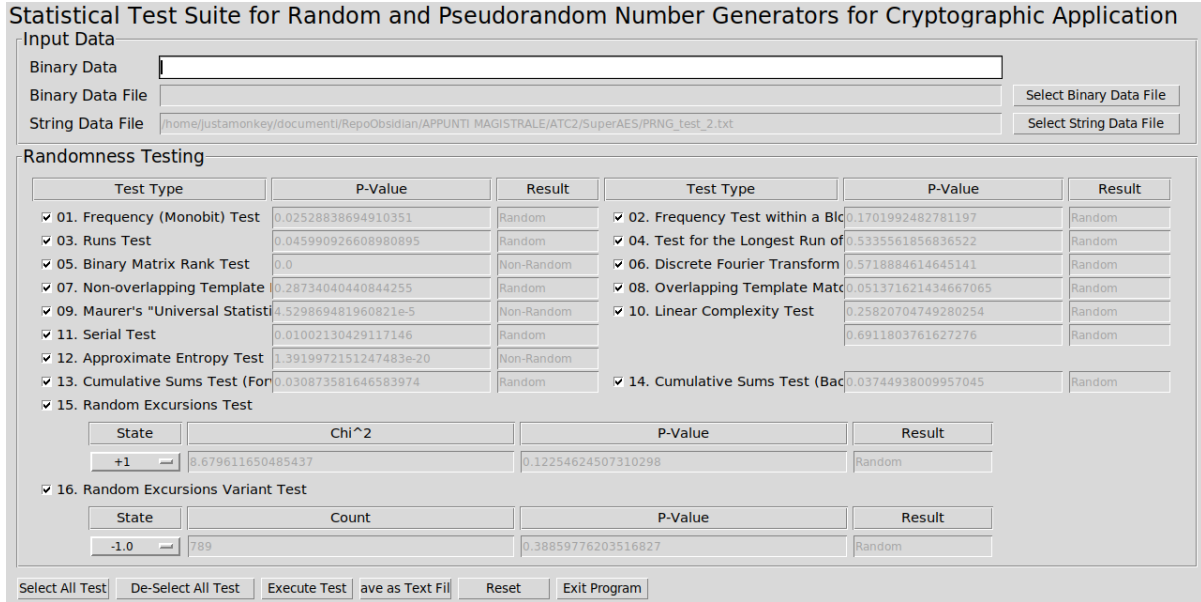 Statistical Test Suite for Random and Pseudorandom Number Generators for Cryptographic Application
Input Data
Binary Data
Binary Data File Select Binary Data File
String Data File /home/justamonkey/documenti/RepoObsidian/APPUNTI MAGISTRALE/ATC2/SuperAES/PRNG_test_2.txt Select String Data File
Randomness Testing
Test Type P-Value Result Test Type P-Value Result
01. Frequency (Monobit) Test 0.02528838694910351 Random 02. Frequency Test within a Blo 0.1701992482781197 Random
03. Runs Test 0.045990926608980895 Random 04. Test for the Longest Run of 0.5335561856836522 Random
05. Binary Matrix Rank Test 0.0 Non-Random 06. Discrete Fourier Transform 0.5718884614645141 Random
07. Non-overlapping Template 0.28734040440844255 Random 08. Overlapping Template Matc 0.051371621434667065 Random
09. Maurer's "Universal Statisti 4.529869481960821e-5 Non-Random 10. Linear Complexity Test 0.25820704749280254 Random
11. Serial Test 0.01002130429117146 Random 0.6911803761627276 Random
12. Approximate Entropy Test 1.3919972151247483e-20 Non-Random
13. Cumulative Sums Test (For 0.030873581646583974 Random 14. Cumulative Sums Test (Bac 0.03744938009957045 Random
15. Random Excursions Test
State Chi^2 P-Value Result
+1 8.679611650485437 0.12254624507310298 Random
16. Random Excursions Variant Test
State Count P-Value Result
-1.0 789 0.38859776203516827 Random
Select All Test De-Select All Test Execute Test ave as Text Fil Reset Exit Program